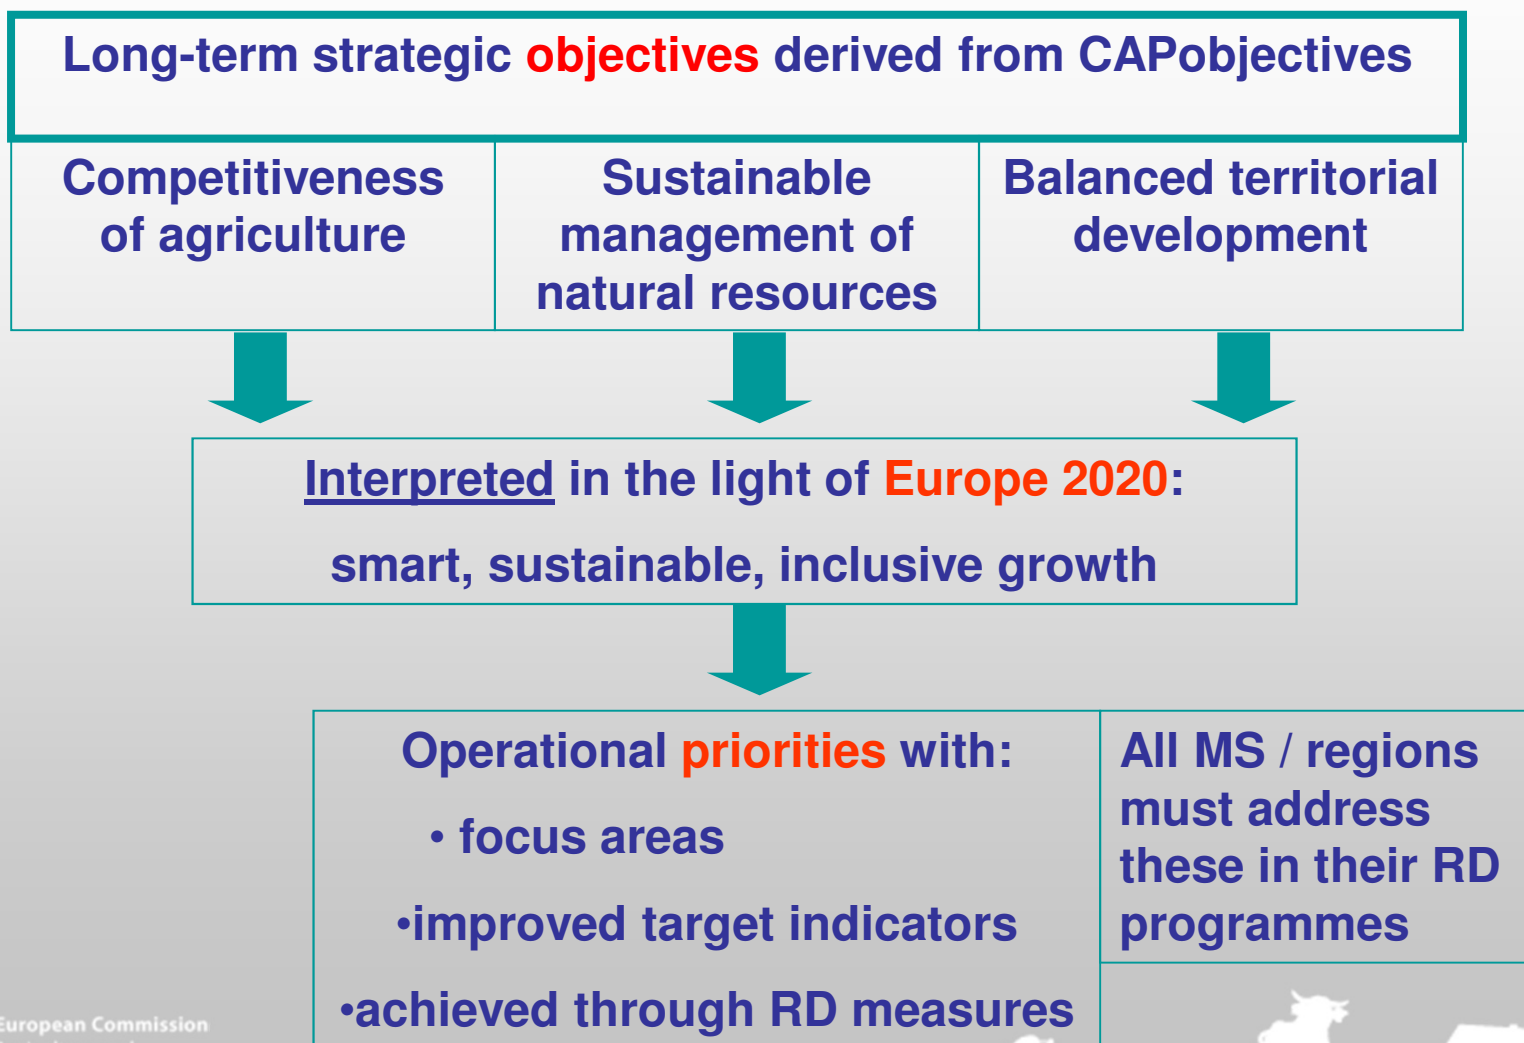 Long-term strategic objectives derived from CAPobjectives
Competitiveness
of agriculture
Sustainable
management of
natural resources
Balanced territorial
development
Interpreted in the light of Europe 2020:
smart, sustainable, inclusive growth
Operational priorities with:
• focus areas
•improved target indicators
•achieved through RD measures
All MS / regions
must address
these in their RD
programmes
European Commission